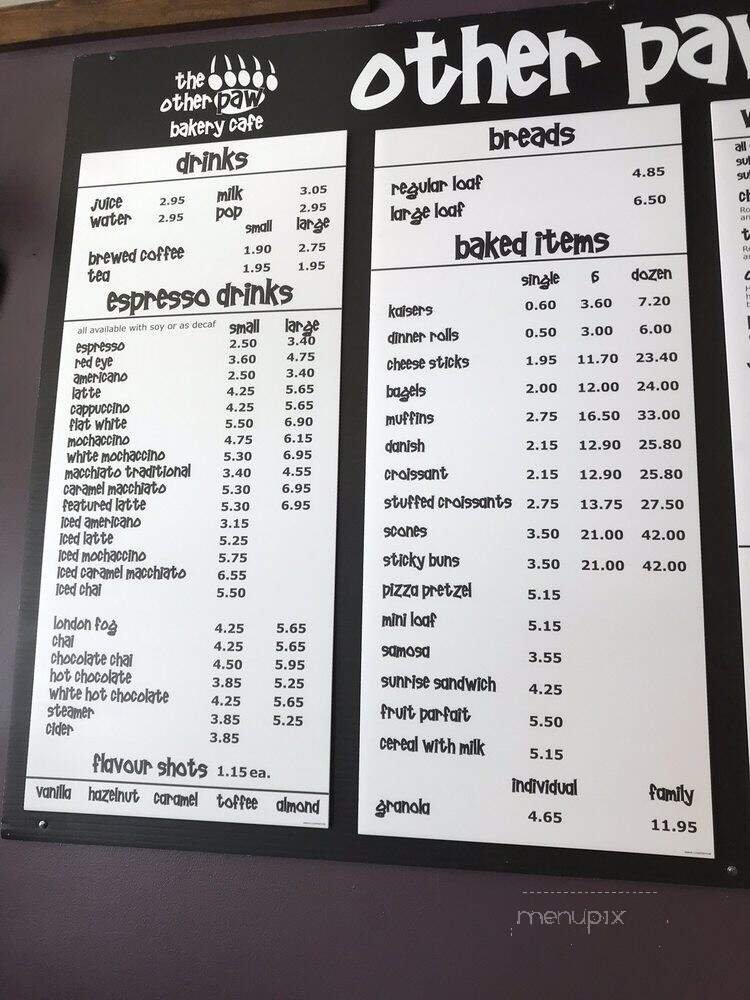 the
other paw
bakery cafe
other pa
drinks
juice 2.95 milk 3.05
water 2.95 pop 2.95
small large
brewed coffee 1.90 2.75
tea 1.95 1.95
espresso drinks
all available with soy or as decaf small large
espresso 2.50 3.40
red eye 3.60 4.75
americano 2.50 3.40
latte 4.25 5.65
cappuccino 4.25 5.65
flat white 5.50 6.90
mochaccino 4.75 6.15
white mochaccino 5.30 6.95
macchiato traditional 3.40 4.55
caramel macchiato 5.30 6.95
featured latte 5.30 6.95
iced americano 3.15
iced latte 5.25
iced mochaccino 5.75
iced caramel macchiato 6.55
iced chai 5.50
london fog 4.25 5.65
chai 4.25 5.65
chocolate chai 4.50 5.95
hot chocolate 3.85 5.25
white hot chocolate 4.25 5.65
steamer 3.85 5.25
cider 3.85
flavour shots 1.15 ea.
vanilla hazelnut caramel toffee almond
breads
regular loaf 4.85
large loaf 6.50
baked items
single 6 dozen
kaisers 0.60 3.60 7.20
dinner rolls 0.50 3.00 6.00
cheese sticks 1.95 11.70 23.40
bagels 2.00 12.00 24.00
muffins 2.75 16.50 33.00
danish 2.15 12.90 25.80
croissant 2.15 12.90 25.80
stuffed croissants 2.75 13.75 27.50
scones 3.50 21.00 42.00
sticky buns 3.50 21.00 42.00
pizza pretzel 5.15
mini loaf 5.15
samosa 3.55
sunrise sandwich 4.25
fruit parfait 5.50
cereal with milk 5.15
individual family
granola 4.65 11.95
all
menupix